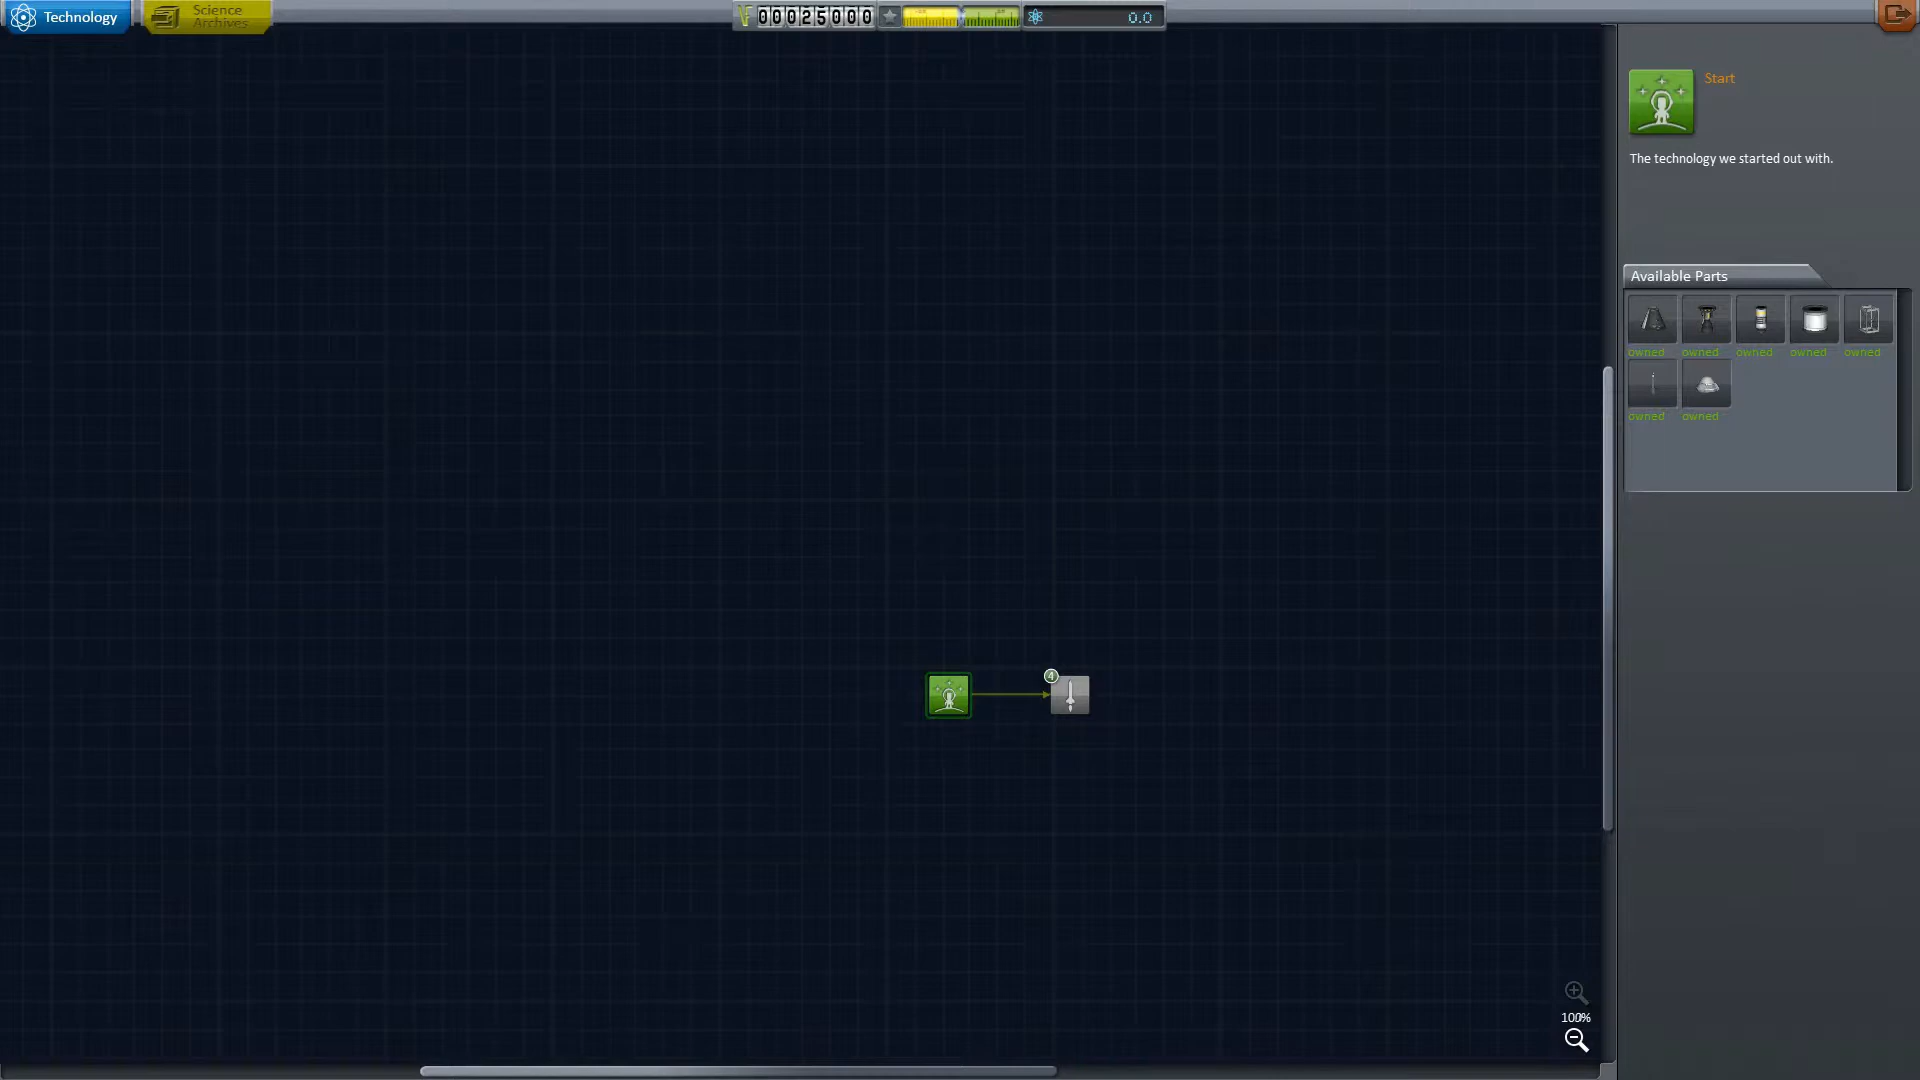 Technology
Science
Archives
00025000
0.0
Start
The technology we started out with.
Available Parts
owned owned owned owned owned
owned owned
4
100%